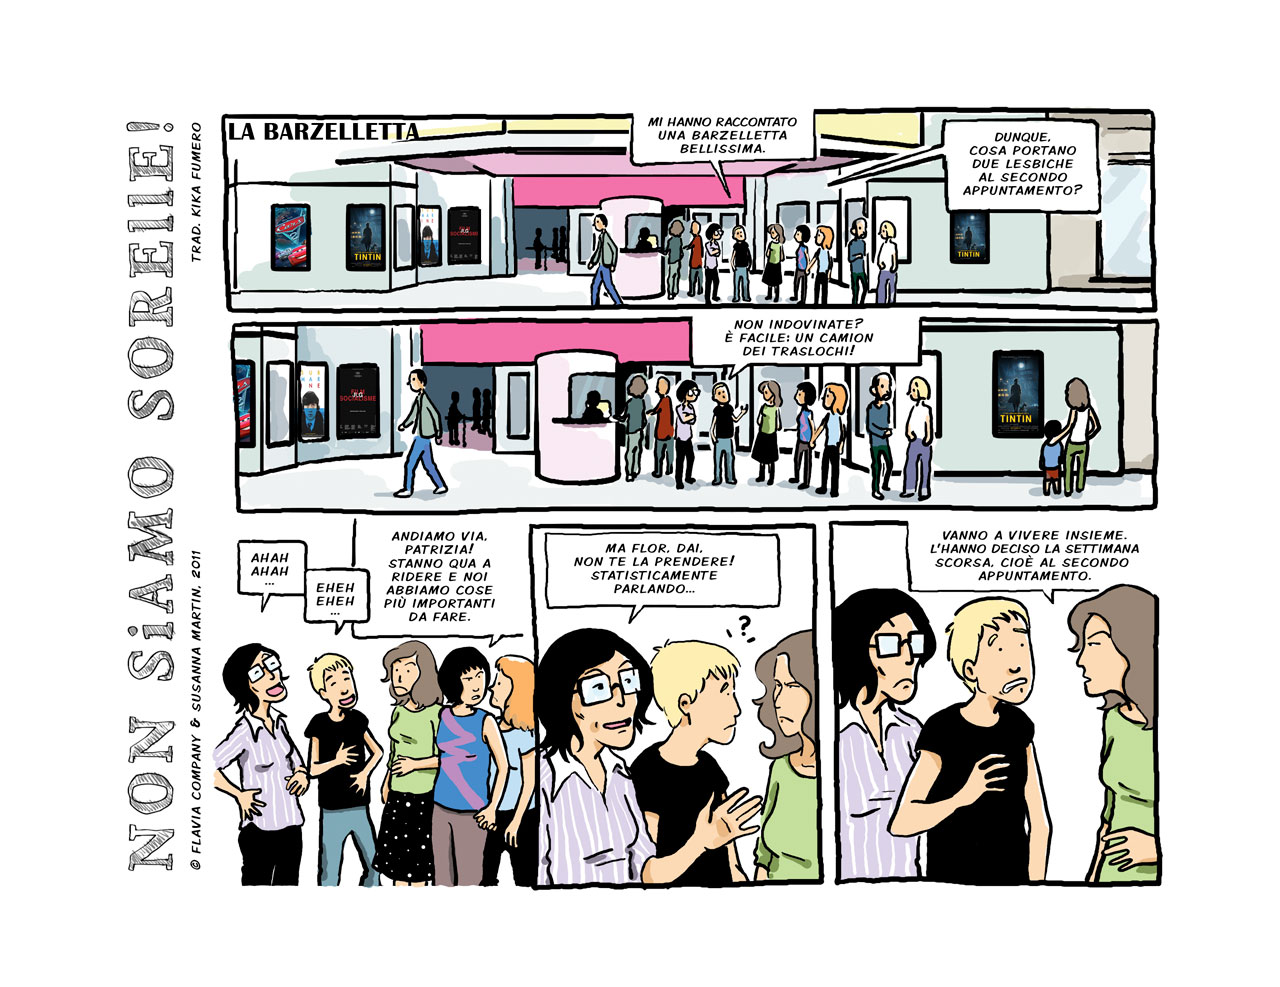 NON SiAMO SORElle!
TRAD. KIKA FUMERO
© FLAVIA COMPANY & SUSANNA MARTIN, 2011
LA BARZELLETTA
MI HANNO RACCONTATO
UNA BARZELLETTA
BELLISSIMA.
DUNQUE,
COSA PORTANO
DUE LESBICHE
AL SECONDO
APPUNTAMENTO?
TINTIN
TINTIN
NON INDOVINATE?
È FACILE: UN CAMION
DEI TRASLOCHI!
SOCIALISME
TINTIN
AHAH
AHAH
...
EHEH
EHEH
...
ANDIAMO VIA,
PATRIZIA!
STANNO QUA A
RIDERE E NOI
ABBIAMO COSE
PIÙ IMPORTANTI
DA FARE.
MA FLOR, DAI,
NON TE LA PRENDERE!
STATISTICAMENTE
PARLANDO...
?
VANNO A VIVERE INSIEME.
L'HANNO DECISO LA SETTIMANA
SCORSA, CIOÈ AL SECONDO
APPUNTAMENTO.